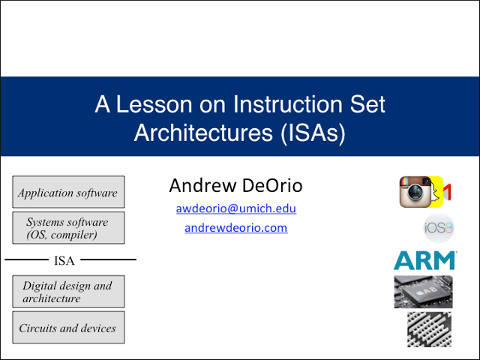 A Lesson on Instruction Set
Architectures (ISAs)
Andrew DeOrio
awdeorio@umich.edu
andrewdeorio.com
Application software
Systems software
(OS, compiler)
ISA
Digital design and
architecture
Circuits and devices
iOS8
ARM